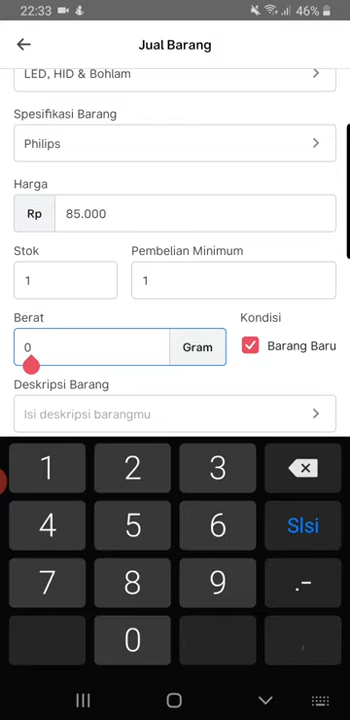 22:33 46%
Jual Barang
LED, HID & Bohlam
Spesifikasi Barang
Philips
Harga
Rp 85.000
Stok Pembelian Minimum
1 1
Berat Kondisi
0 Gram Barang Baru
Deskripsi Barang
Isi deskripsi barangmu
1 2 3
4 5 6 Slsi
7 8 9 .-
0 ,